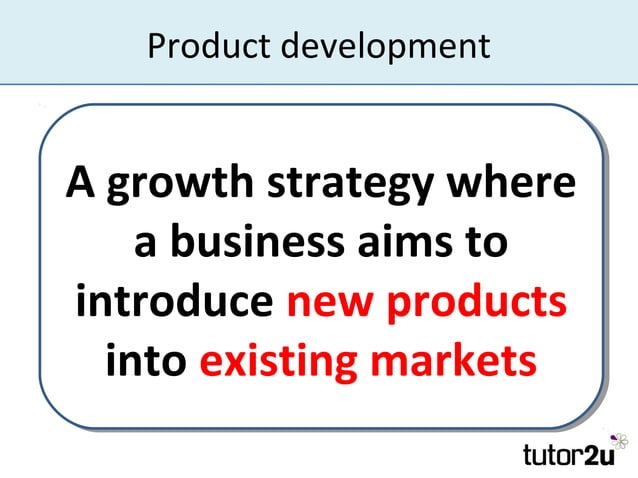 Product development
A growth strategy where
a business aims to
introduce new products
into existing markets
tutor2u